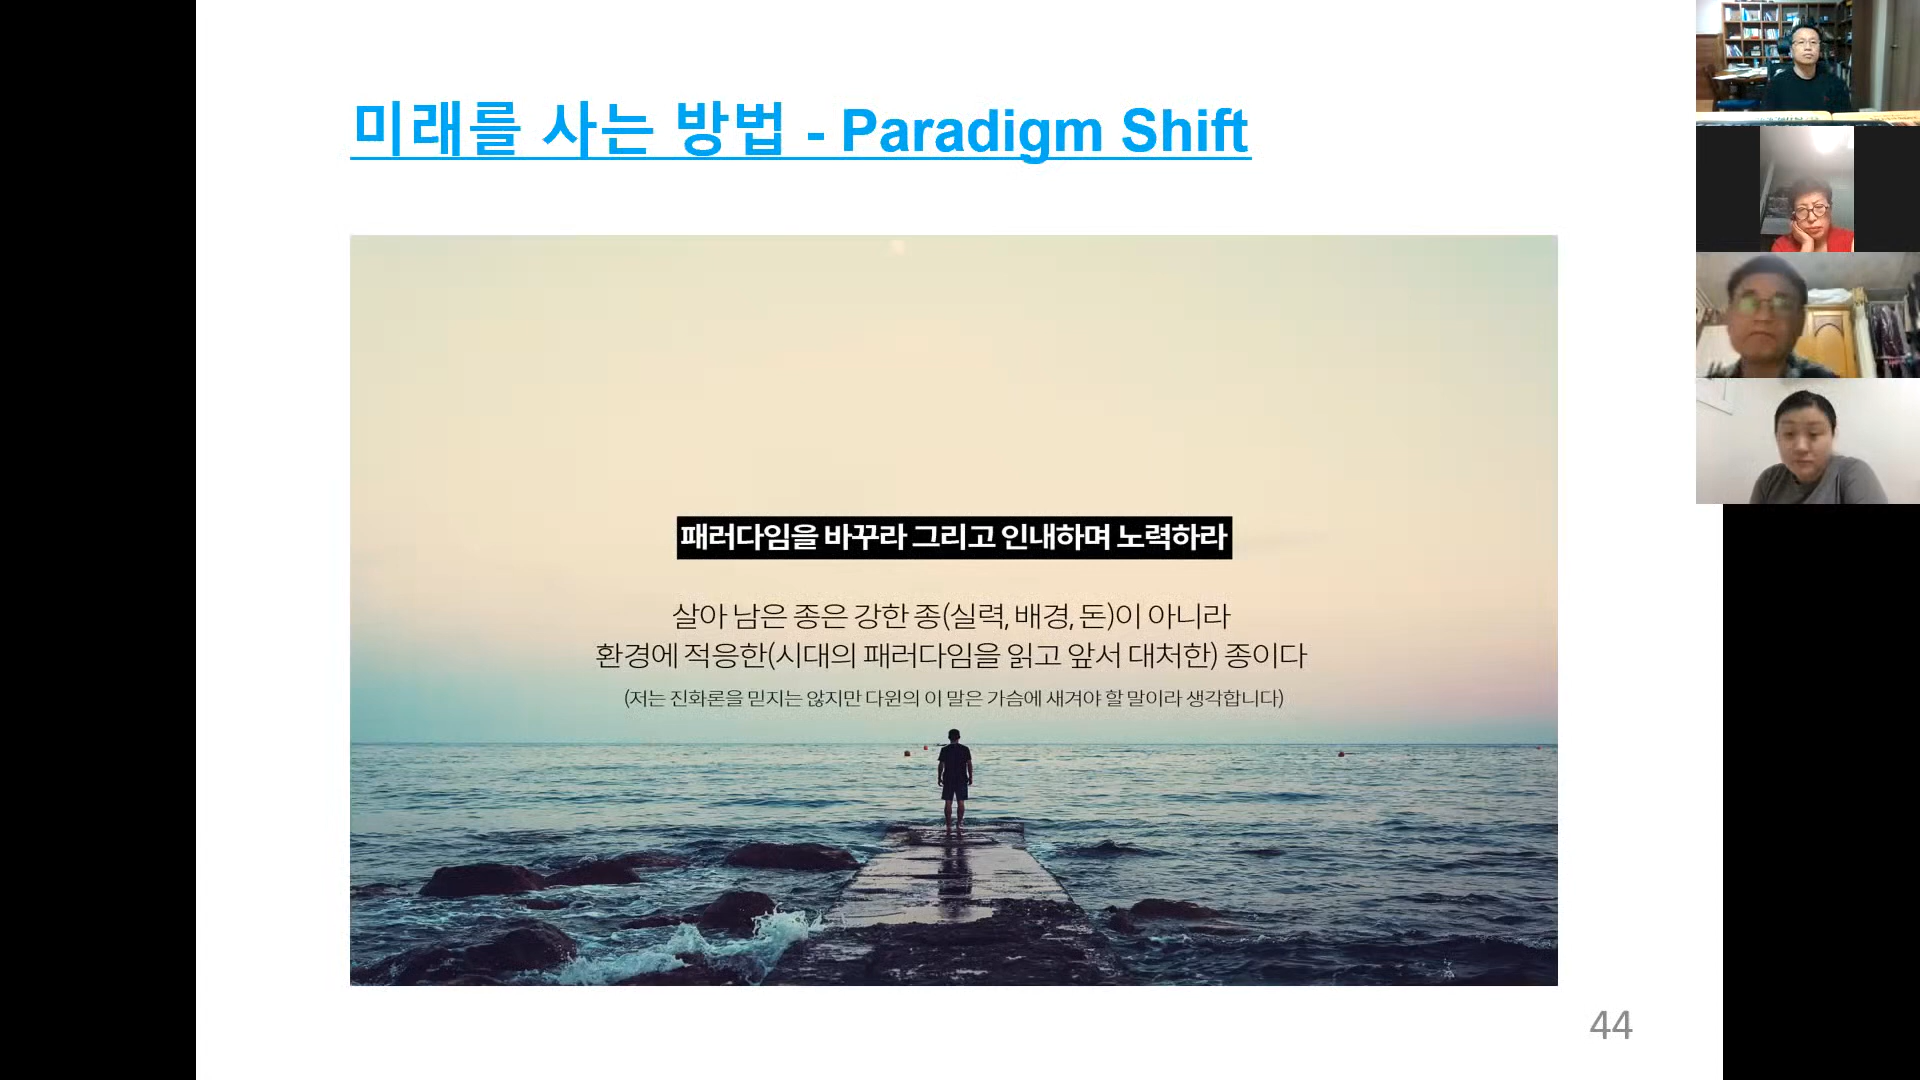 미래를 사는 방법 - Paradigm Shift
패러다임을 바꾸라 그리고 인내하며 노력하라
살아 남은 종은 강한 종(실력, 배경, 돈)이 아니라
환경에 적응한(시대의 패러다임을 읽고 앞서 대처한) 종이다
(저는 진화론을 믿지는 않지만 다윈의 이 말은 가슴에 새겨야 할 말이라 생각합니다)
44